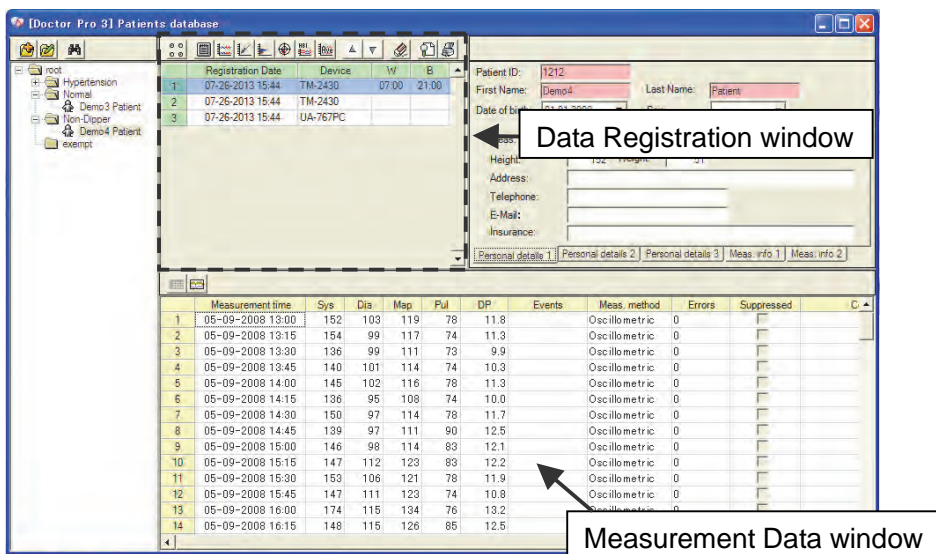 [Doctor Pro 3] Patients database
root
Hypertension
Normal
Demo3 Patient
Non-Dipper
Demo4 Patient
exempt
Registration Date Device W B
1 07-26-2013 15:44 TM-2430 07:00 21:00
2 07-26-2013 15:44 TM-2430
3 07-26-2013 15:44 UA-767PC
Patient ID: 1212
First Name: Demo4 Last Name: Patient
Date of birth:
Data Registration window
Height:
Address:
Telephone:
E-Mail:
Insurance:
Personal details 1 Personal details 2 Personal details 3 Meas. info 1 Meas. info 2
Measurement time Sys Dia Map Pul DP Events Meas. method Errors Suppressed
1 05-09-2008 13:00 152 103 119 78 11.8 Oscillometric 0
2 05-09-2008 13:15 154 99 117 74 11.3 Oscillometric 0
3 05-09-2008 13:30 136 99 111 73 9.9 Oscillometric 0
4 05-09-2008 13:45 140 101 114 74 10.3 Oscillometric 0
5 05-09-2008 14:00 145 102 116 78 11.3 Oscillometric 0
6 05-09-2008 14:15 136 95 108 74 10.0 Oscillometric 0
7 05-09-2008 14:30 150 97 114 78 11.7 Oscillometric 0
8 05-09-2008 14:45 139 97 111 90 12.5 Oscillometric 0
9 05-09-2008 15:00 146 98 114 83 12.1 Oscillometric 0
10 05-09-2008 15:15 147 112 123 83 12.2 Oscillometric 0
11 05-09-2008 15:30 153 106 121 78 11.9 Oscillometric 0
12 05-09-2008 15:45 147 111 123 74 10.8 Oscillometric 0
13 05-09-2008 16:00 174 115 134 76 13.2 Oscillometric 0
14 05-09-2008 16:15 148 115 126 85 12.5
Measurement Data window